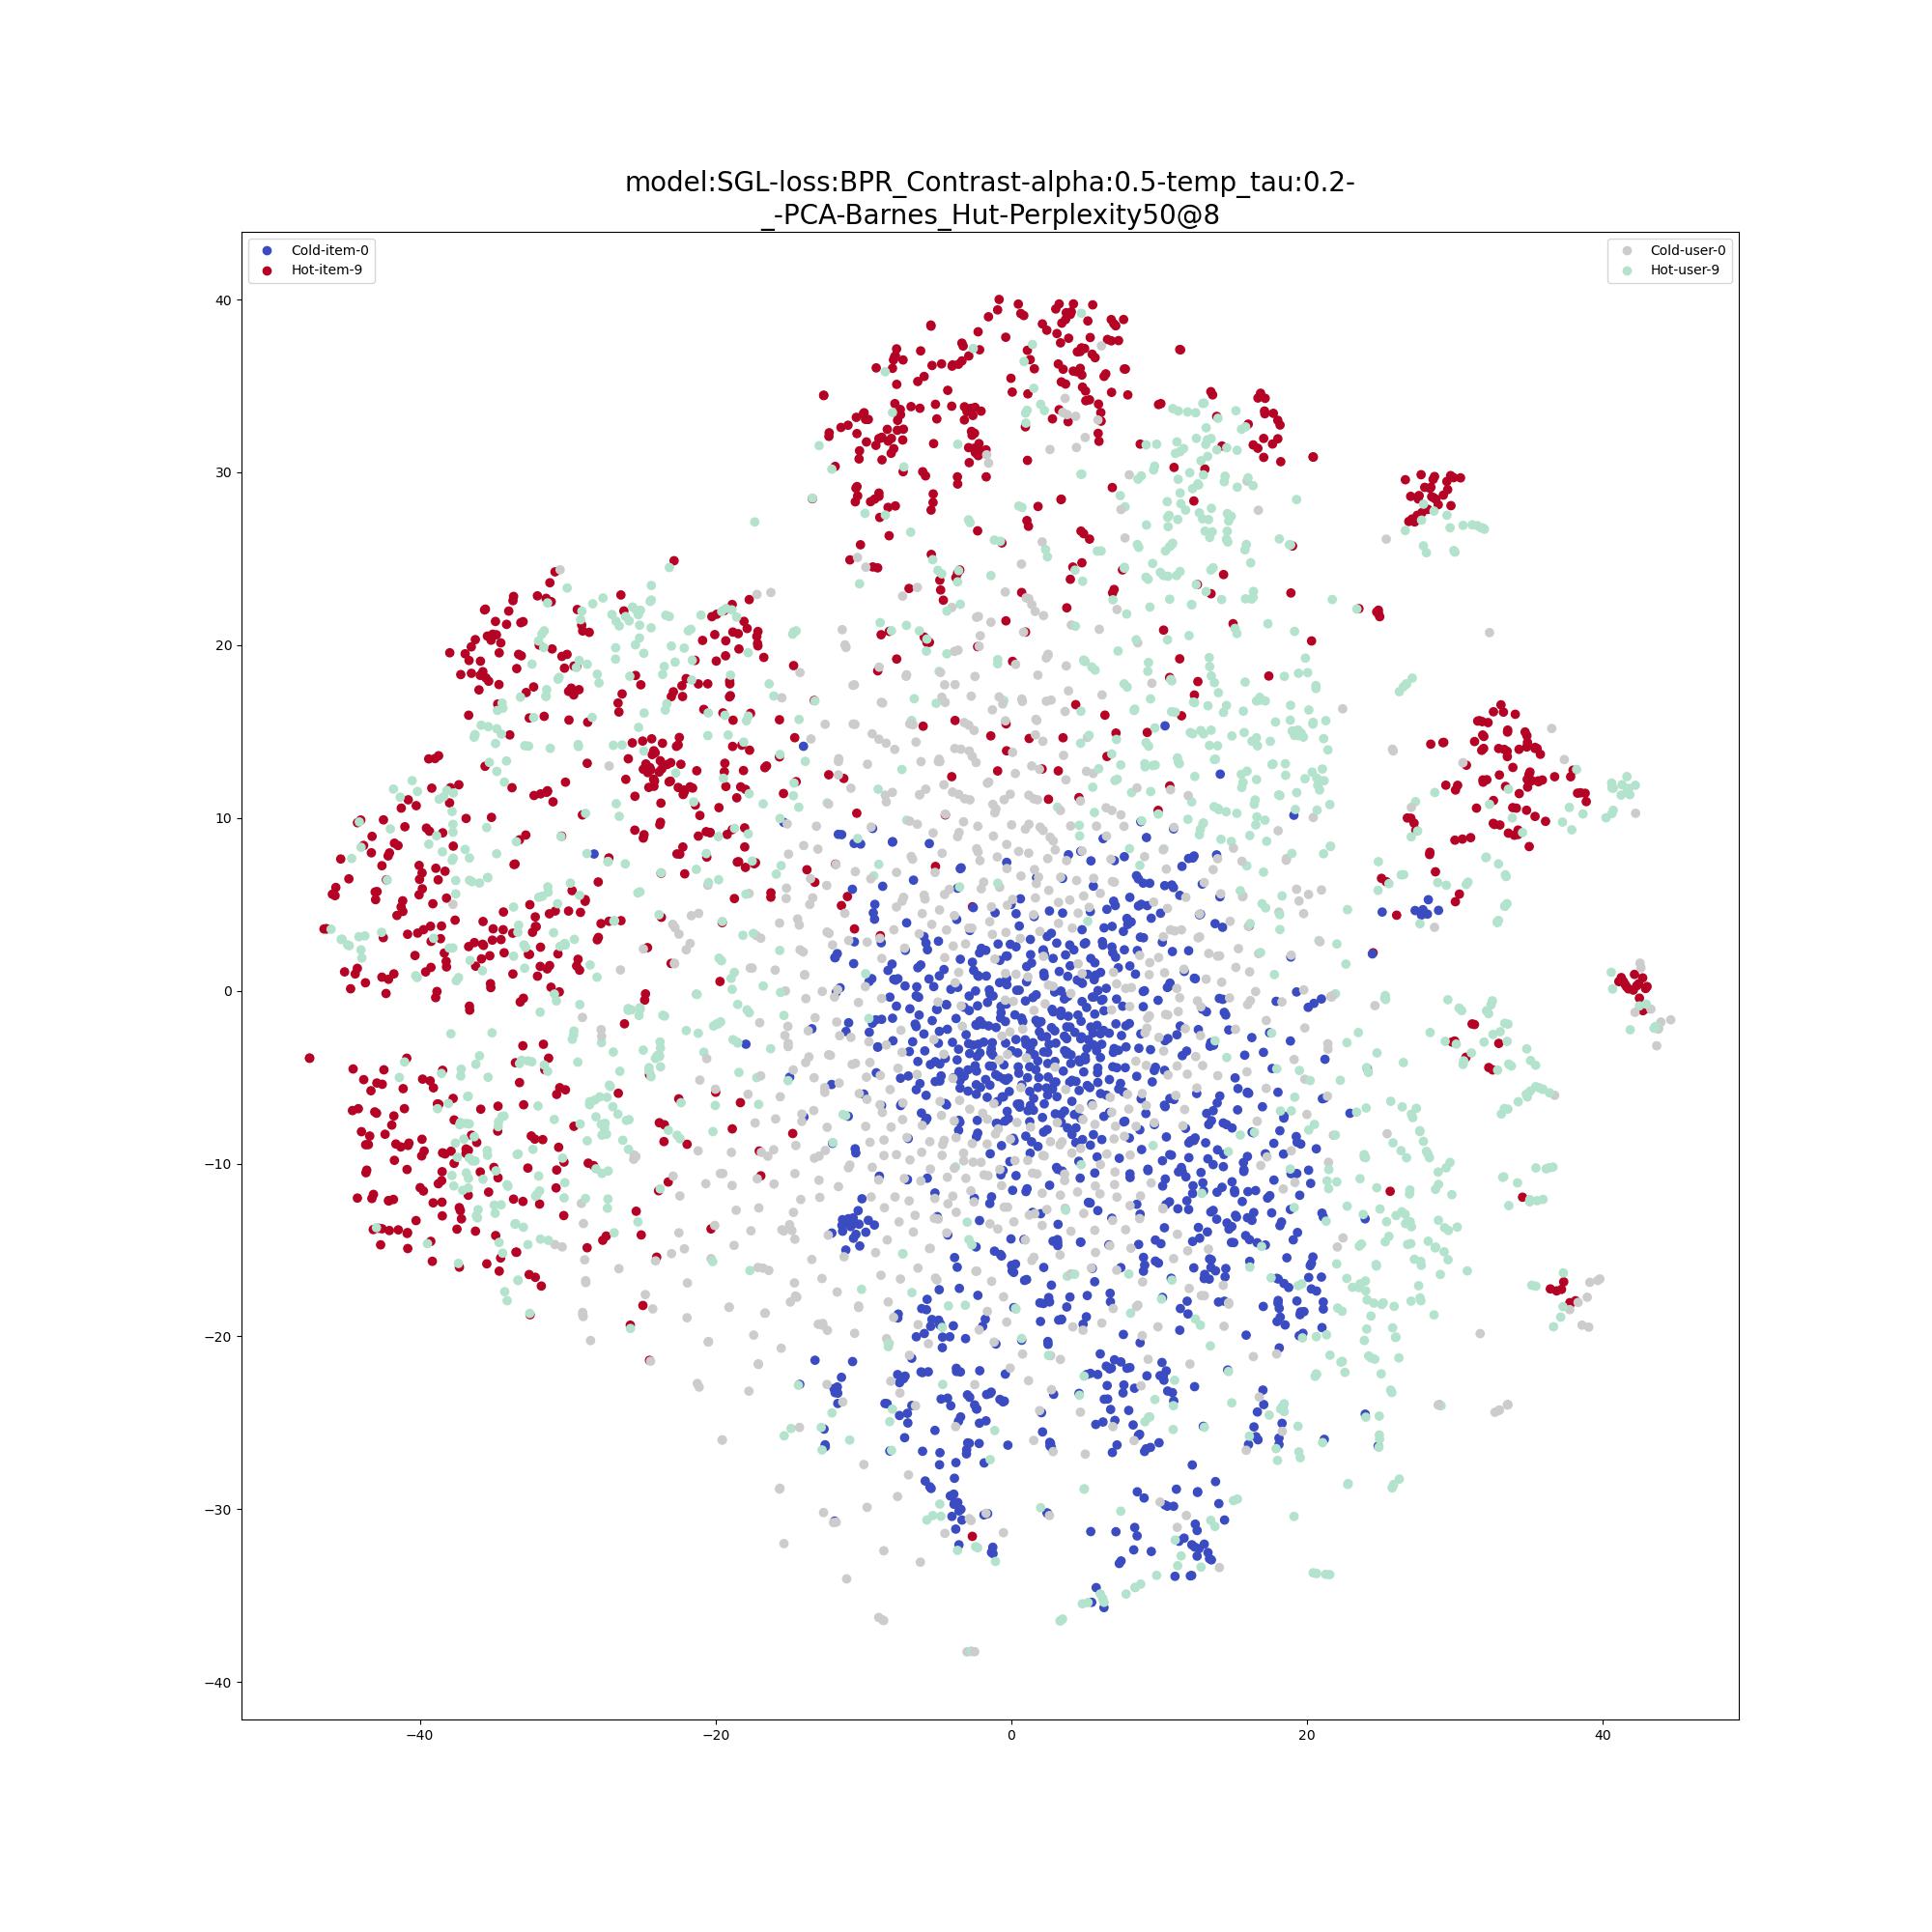 model:SGL-loss:BPR_Contrast-alpha:0.5-temp_tau:0.2-
_-PCA-Barnes_Hut-Perplexity50@8
Cold-item-0
Hot-item-9
Cold-user-0
Hot-user-9
40
30
20
10
0
−10
−20
−30
−40
−40 −20 0 20 40